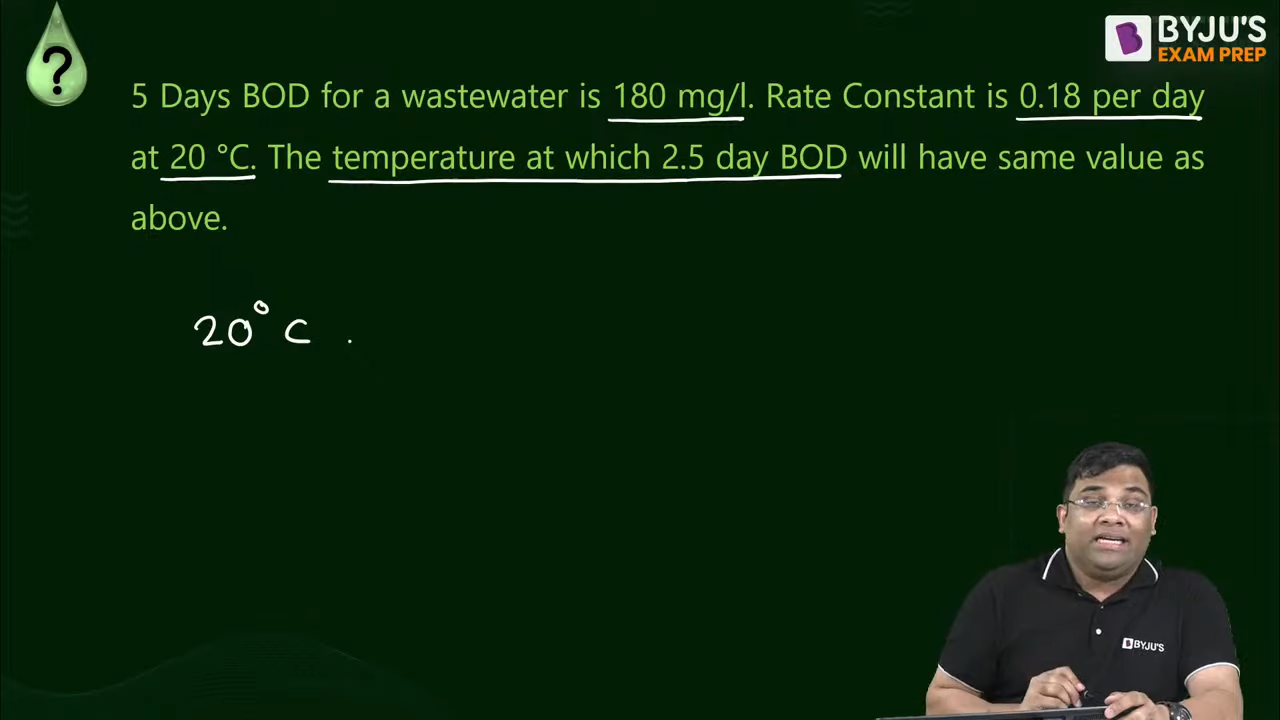 ?
BYJU'S
EXAM PREP
5 Days BOD for a wastewater is 180 mg/l. Rate Constant is 0.18 per day
at 20 °C. The temperature at which 2.5 day BOD will have same value as
above.
20° C .
BYJU'S